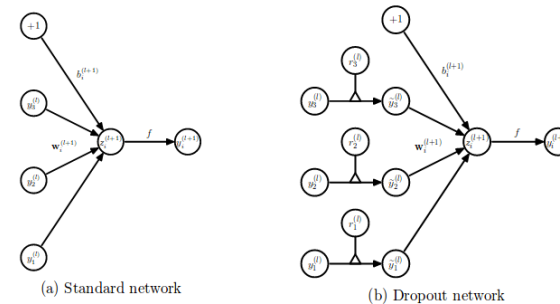 +1
b_i^{(l+1)}
y_3^{(l)}
w_i^{(l+1)}
z_i^{(l+1)}
f
y_i^{(l+1)}
y_2^{(l)}
y_1^{(l)}
(a) Standard network
+1
b_i^{(l+1)}
r_3^{(l)}
y_3^{(l)}
ỹ_3^{(l)}
r_2^{(l)}
w_i^{(l+1)}
z_i^{(l+1)}
f
y_2^{(l)}
ỹ_2^{(l)}
r_1^{(l)}
y_1^{(l)}
ỹ_1^{(l)}
(b) Dropout network